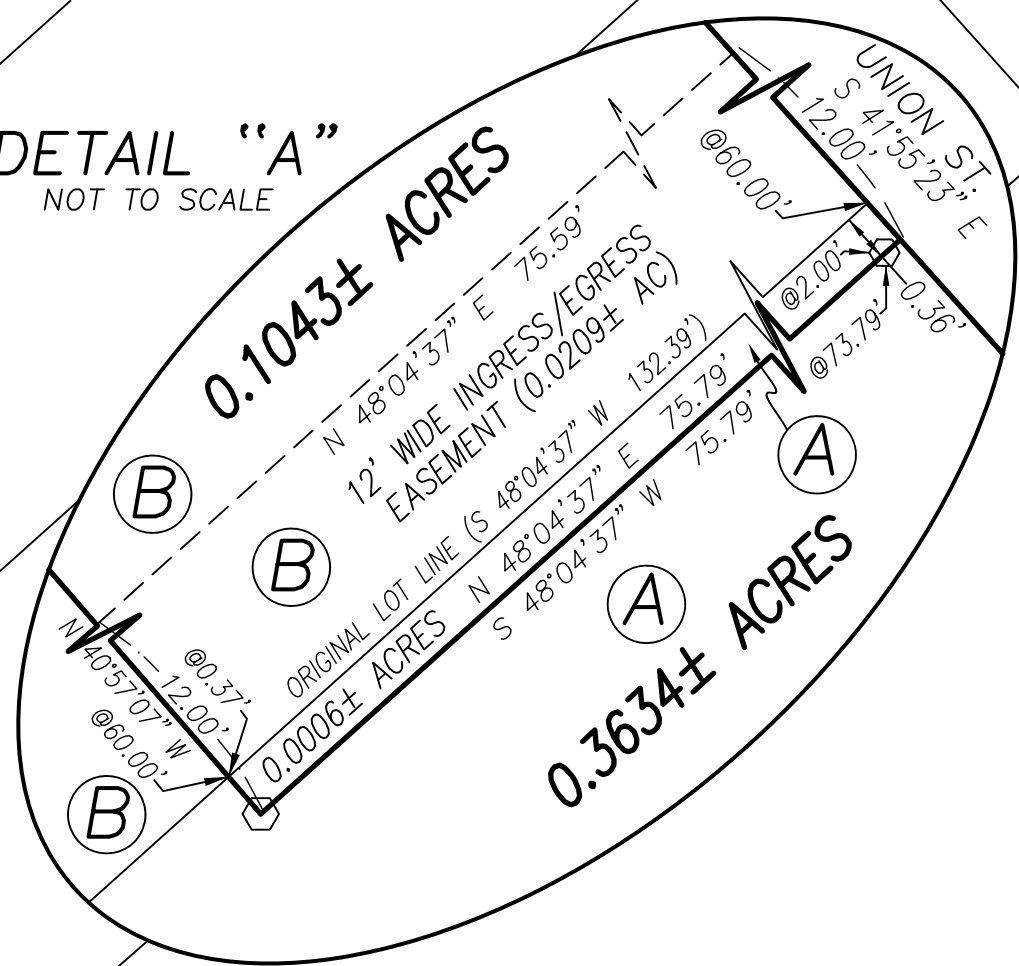 DETAIL “A”
NOT TO SCALE
UNION ST.
S 41°55'23” E
12.00'
@60.00'
0.1043± ACRES
N 48°04'37” E 75.59'
12' WIDE INGRESS/EGRESS
EASEMENT (0.0209± AC)
@2.00'
0.36'
@73.79'
B
B
ORIGINAL LOT LINE (S 48°04'37” W 132.39')
0.0006± ACRES N 48°04'37” E 75.79'
S 48°04'37” W 75.79'
A
A
0.3634± ACRES
N 40°57'07” W
12.00'
@0.37'
@60.00'
B